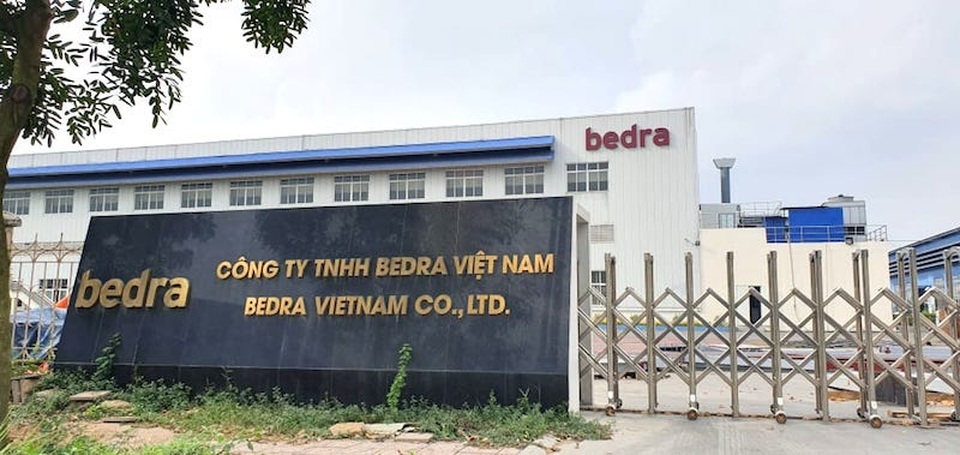 bedra
bedra
CÔNG TY TNHH BEDRA VIỆT NAM
BEDRA VIETNAM CO.,LTD.